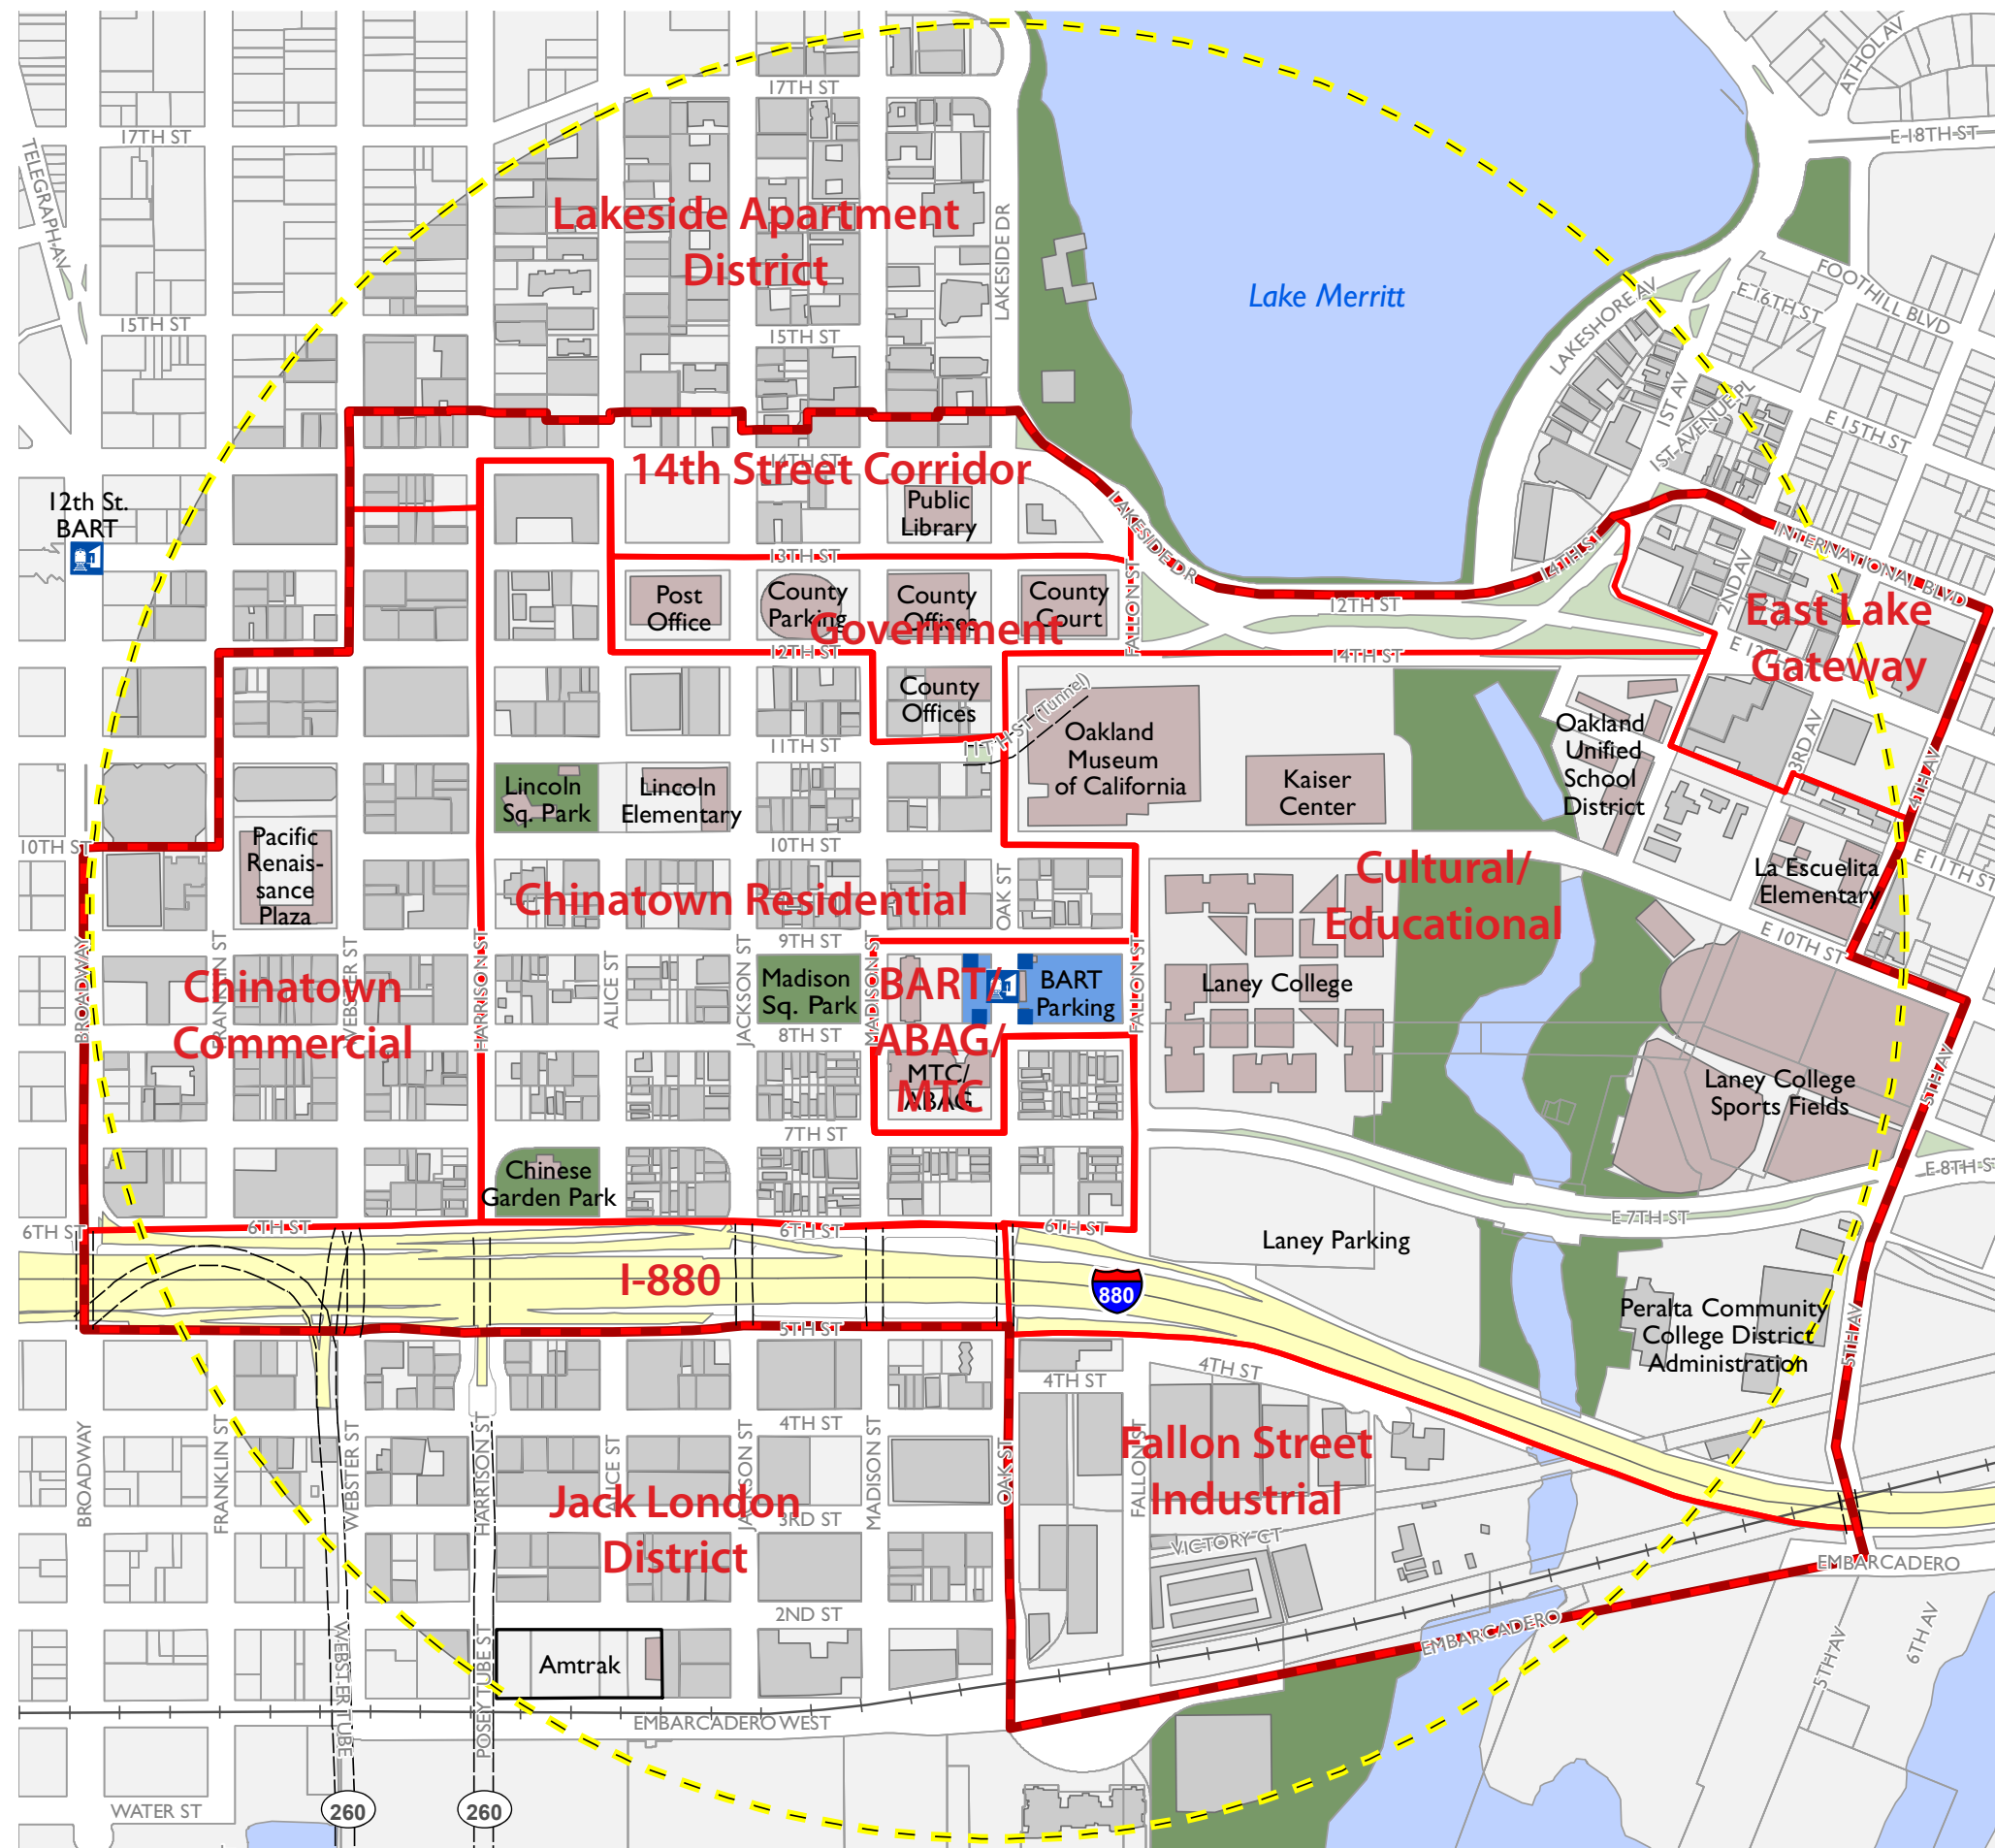 ATHOL AV
17TH ST
E 18TH ST
17TH ST
TELEGRAPH AV
Lakeside Apartment
District
LAKESIDE DR
Lake Merritt
FOOTHILL BLVD
E 16TH ST
LAKESHORE AV
15TH ST
15TH ST
1ST AV
1ST AVENUE PL
E 15TH ST
14TH ST
14th Street Corridor
12th St.
BART
Public
Library
LAKESIDE DR
14TH ST
INTERNATIONAL BLVD
13TH ST
Post
Office
County
Parking
County
Offices
County
Court
Government
FALLON ST
12TH ST
2ND AV
East Lake
Gateway
12TH ST
14TH ST
E 12TH
County
Offices
11TH ST
11TH ST (Tunnel)
Oakland
Museum
of California
Kaiser
Center
Oakland
Unified
School
District
3RD AV
4TH AV
Lincoln
Sq. Park
Lincoln
Elementary
10TH ST
10TH ST
Pacific
Renais-
sance
Plaza
E 11TH ST
La Escuelita
Elementary
Cultural/
Educational
Chinatown Residential
OAK ST
9TH ST
E 10TH ST
BROADWAY
FRANKLIN ST
WEBSTER ST
HARRISON ST
ALICE ST
JACKSON ST
MADISON ST
FALLON ST
Chinatown
Commercial
Madison
Sq. Park
BART/
ABAG/
MTC
BART
Parking
Laney College
8TH ST
MTC/
ABAG
Laney College
Sports Fields
5TH AV
7TH ST
Chinese
Garden Park
E 8TH ST
E 7TH ST
6TH ST
6TH ST
6TH ST
6TH ST
Laney Parking
I-880
880
Peralta Community
College District
Administration
5TH AV
5TH ST
4TH ST
4TH ST
4TH ST
BROADWAY
FRANKLIN ST
WEBSTER ST
HARRISON ST
ALICE ST
JACKSON ST
MADISON ST
OAK ST
FALLON ST
Fallon Street
Industrial
Jack London
District
3RD ST
VICTORY CT
EMBARCADERO
2ND ST
EMBARCADERO
Amtrak
WEBSTER TUBE
POSEY TUBE ST
5TH AV
6TH AV
EMBARCADERO WEST
WATER ST
260
260